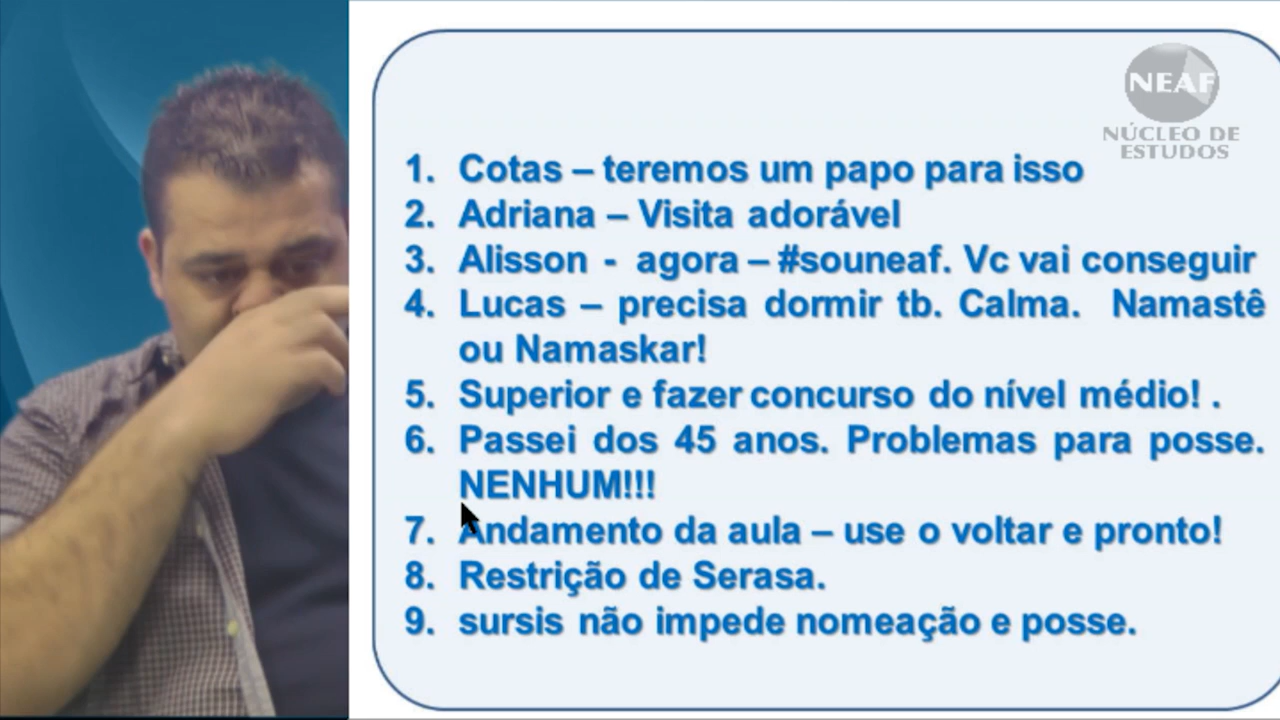 NEAF
NÚCLEO DE
ESTUDOS
1. Cotas – teremos um papo para isso
2. Adriana – Visita adorável
3. Alisson - agora – #souneaf. Vc vai conseguir
4. Lucas – precisa dormir tb. Calma. Namastê
ou Namaskar!
5. Superior e fazer concurso do nível médio! .
6. Passei dos 45 anos. Problemas para posse.
NENHUM!!!
7. Andamento da aula – use o voltar e pronto!
8. Restrição de Serasa.
9. sursis não impede nomeação e posse.